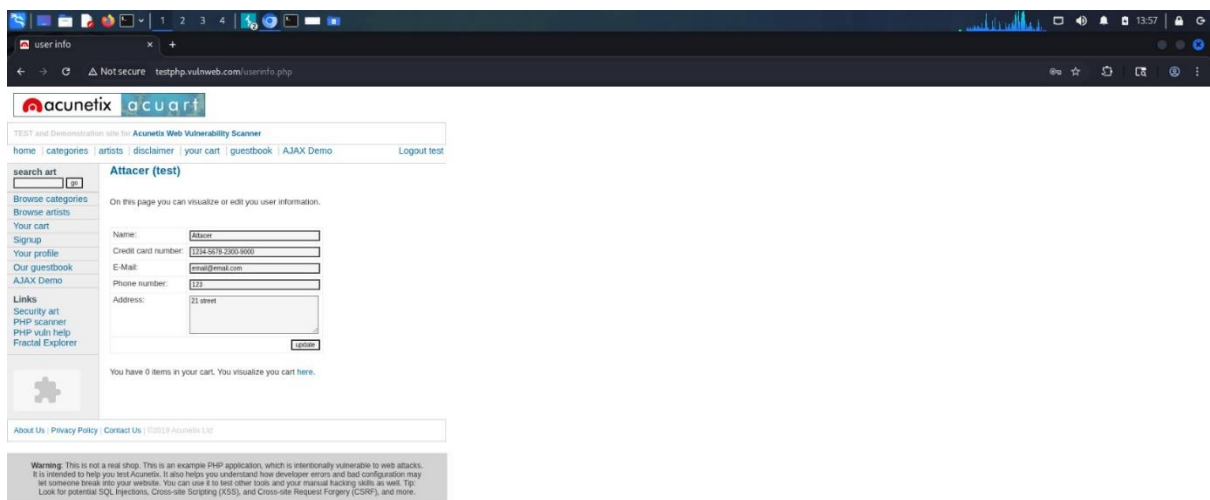 1 2 3 4
13:57
user info
Not secure testphp.vulnweb.com/userinfo.php
acunetix acuart
TEST and Demonstration site for Acunetix Web Vulnerability Scanner
home | categories | artists | disclaimer | your cart | guestbook | AJAX Demo
Logout test
search art
go
Browse categories
Browse artists
Your cart
Signup
Your profile
Our guestbook
AJAX Demo
Links
Security art
PHP scanner
PHP vuln help
Fractal Explorer
Attacer (test)
On this page you can visualize or edit you user information.
Name: Attacer
Credit card number: 1234-5678-2300-9000
E-Mail: email@email.com
Phone number: 123
Address: 21 street
update
You have 0 items in your cart. You visualize you cart here.
About Us | Privacy Policy | Contact Us | ©2019 Acunetix Ltd
Warning: This is not a real shop. This is an example PHP application, which is intentionally vulnerable to web attacks.
It is intended to help you test Acunetix. It also helps you understand how developer errors and bad configuration may
let someone break into your website. You can use it to test other tools and your manual hacking skills as well. Tip:
Look for potential SQL Injections, Cross-site Scripting (XSS), and Cross-site Request Forgery (CSRF), and more.